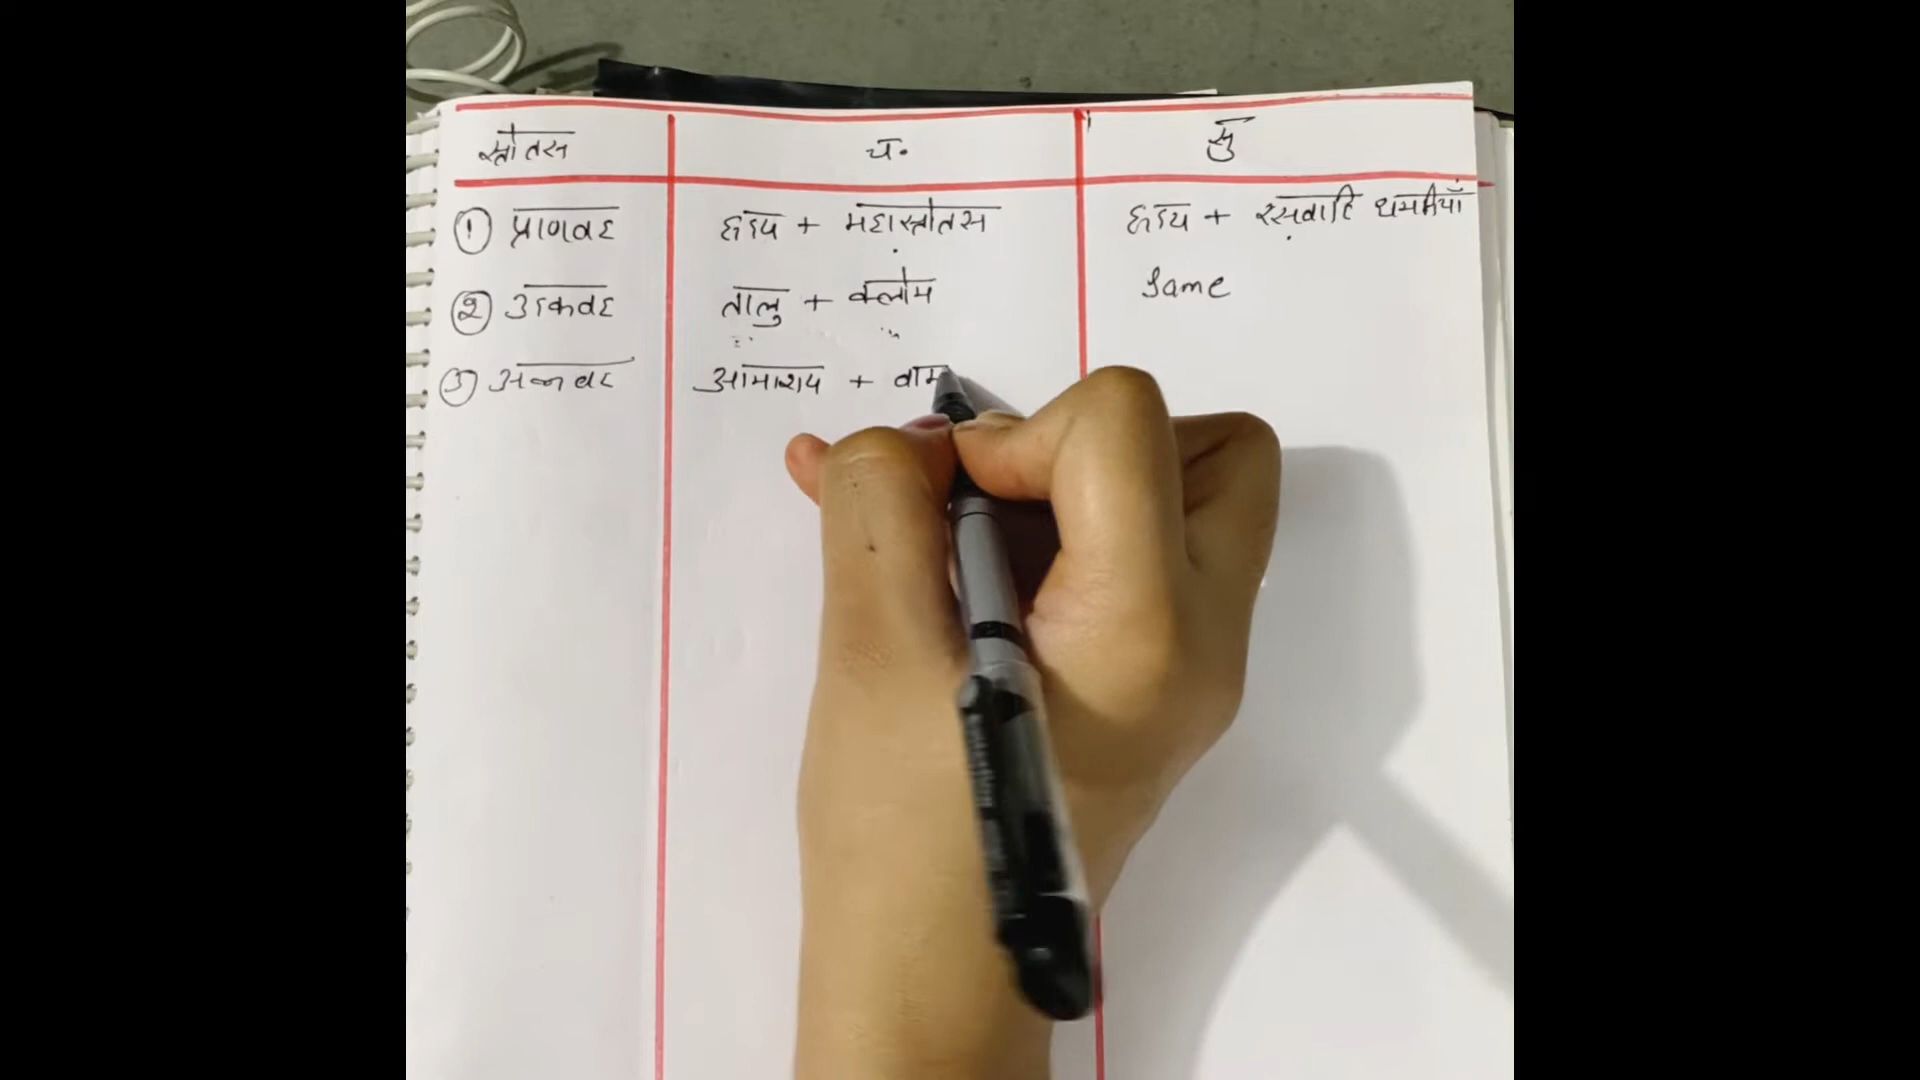 स्त्रोतस च. सु
① प्राणवह हृदय + महास्त्रोतस हृदय + रसवाहि धमनीयाँ
② उदकवह तालु + क्लोम Same
③ अन्नवह आमाशय + वाम